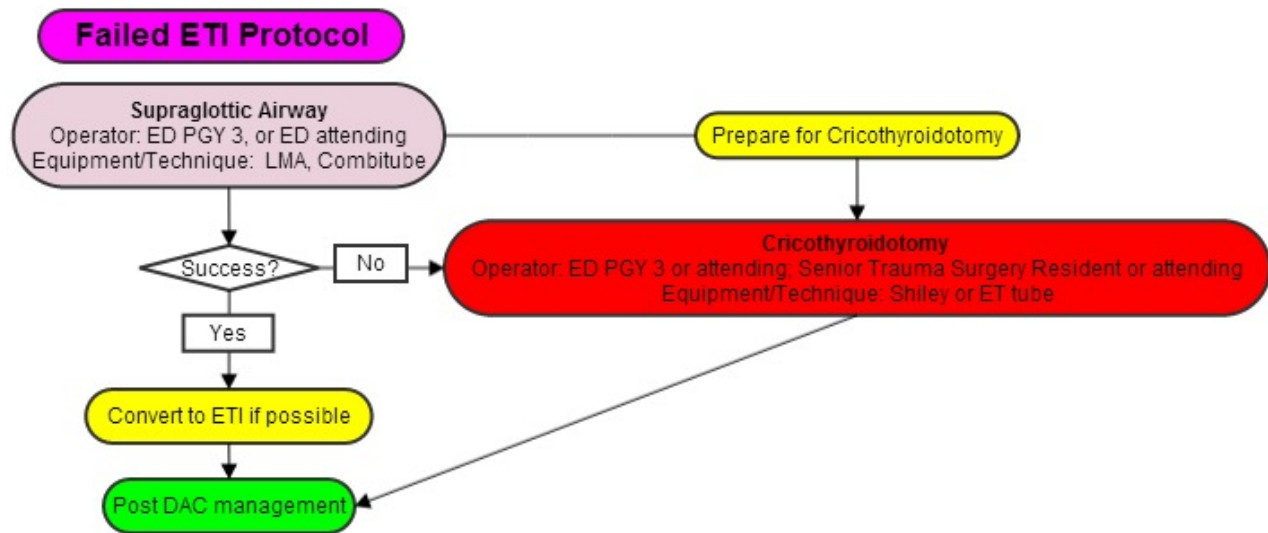 Failed ETI Protocol
Supraglottic Airway
Operator: ED PGY 3, or ED attending
Equipment/Technique: LMA, Combitube
Prepare for Cricothyroidotomy
Success?
No
Cricothyroidotomy
Operator: ED PGY 3 or attending; Senior Trauma Surgery Resident or attending
Equipment/Technique: Shiley or ET tube
Yes
Convert to ETI if possible
Post DAC management